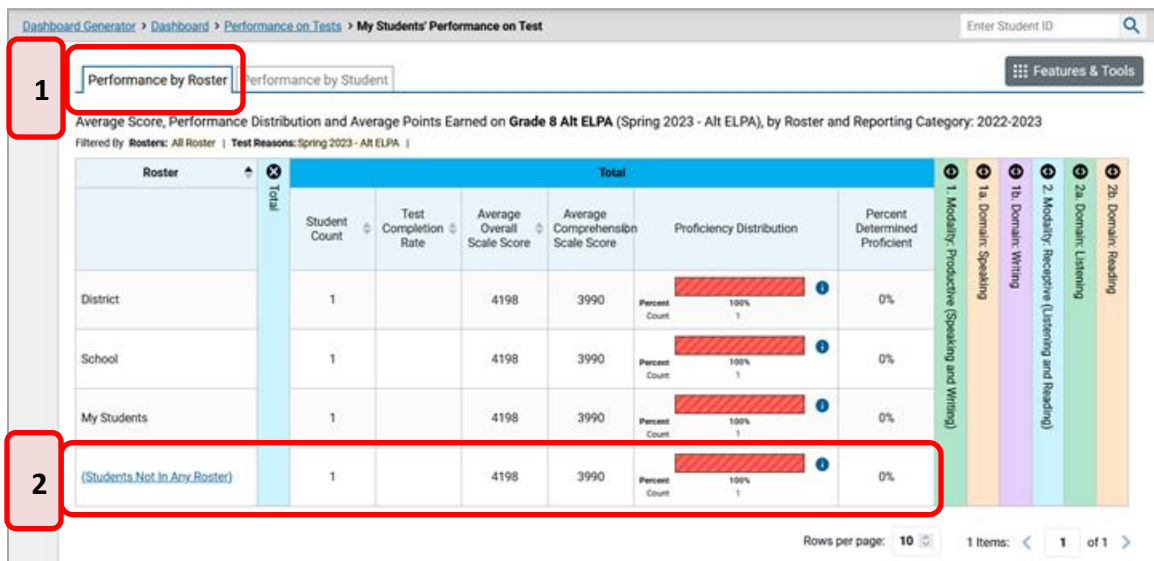 Dashboard Generator > Dashboard > Performance on Tests > My Students' Performance on Test
Enter Student ID
1
Performance by Roster
Performance by Student
Features & Tools
Average Score, Performance Distribution and Average Points Earned on Grade 8 Alt ELPA (Spring 2023 - Alt ELPA), by Roster and Reporting Category: 2022-2023
Filtered By Rosters: All Roster | Test Reasons: Spring 2023 - Alt ELPA |
Roster
Total
Total
Student Count
Test Completion Rate
Average Overall Scale Score
Average Comprehension Scale Score
Proficiency Distribution
Percent Determined Proficient
1. Modality: Productive (Speaking and Writing)
1a. Domain: Speaking
1b. Domain: Writing
2. Modality: Receptive (Listening and Reading)
2a. Domain: Listening
2b. Domain: Reading
District 1 4198 3990 Percent 100% 0%
Count 1
School 1 4198 3990 Percent 100% 0%
Count 1
My Students 1 4198 3990 Percent 100% 0%
Count 1
2
(Students Not In Any Roster) 1 4198 3990 Percent 100% 0%
Count 1
Rows per page: 10 1 Items: < 1 of 1 >